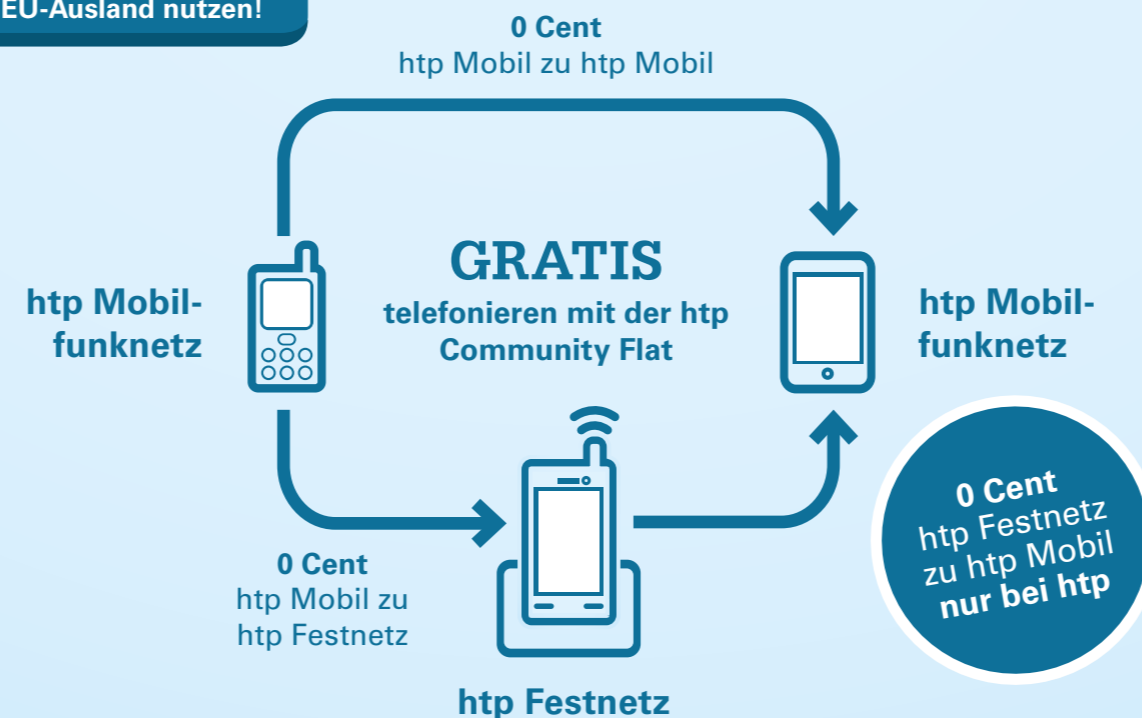 EU-Ausland nutzen!
0 Cent
htp Mobil zu htp Mobil
GRATIS
telefonieren mit der htp
Community Flat
htp Mobil-
funknetz
htp Mobil-
funknetz
0 Cent
htp Mobil zu
htp Festnetz
0 Cent
htp Festnetz
zu htp Mobil
nur bei htp
htp Festnetz